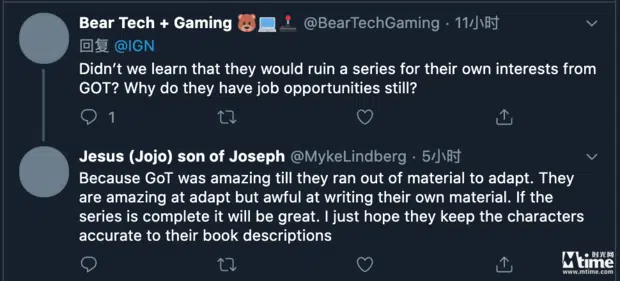 Bear Tech + Gaming 🐻💻🕹️ @BearTechGaming · 11小时
回复 @IGN
Didn’t we learn that they would ruin a series for their own interests from
GOT? Why do they have job opportunities still?
1
Jesus (Jojo) son of Joseph @MykeLindberg · 5小时
Because GoT was amazing till they ran out of material to adapt. They
are amazing at adapt but awful at writing their own material. If the
series is complete it will be great. I just hope they keep the characters
accurate to their book descriptions
Mtime 时光网
www.mtime.com